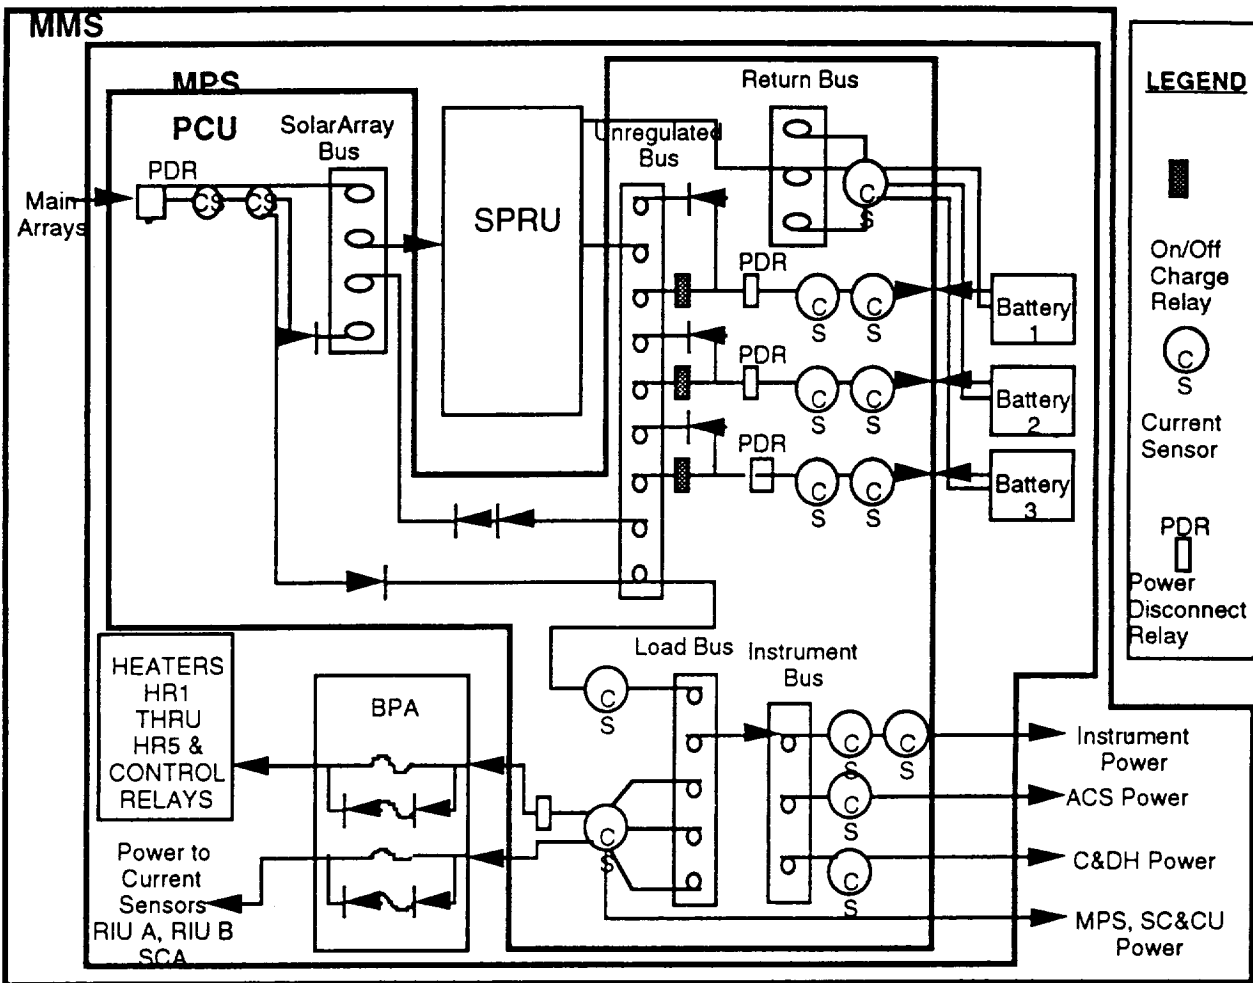 MMS
MPS
PCU
SolarArray
Bus
PDR
Main
Arrays
CS
CS
SPRU
Unregulated
Bus
Return Bus
C
S
PDR
C
S
C
S
Battery
1
PDR
C
S
C
S
Battery
2
PDR
C
S
C
S
Battery
3
LEGEND
On/Off
Charge
Relay
C
S
Current
Sensor
PDR
Power
Disconnect
Relay
HEATERS
HR1
THRU
HR5 &
CONTROL
RELAYS
BPA
Load Bus
Instrument
Bus
C
S
C
S
C
S
Instrument
Power
C
S
ACS Power
C
S
C&DH Power
C
S
MPS, SC&CU
Power
Power to
Current
Sensors
RIU A, RIU B
SCA